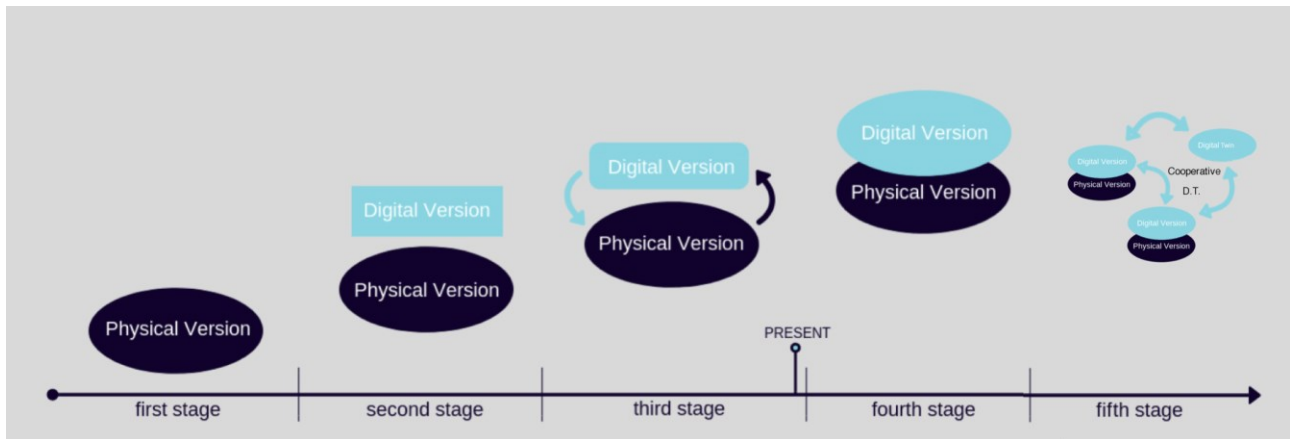 Physical Version
Digital Version
Physical Version
Digital Version
Physical Version
Digital Version
Physical Version
Digital Version
Physical Version
Digital Twin
Cooperative
D.T.
Digital Version
Physical Version
PRESENT
first stage
second stage
third stage
fourth stage
fifth stage